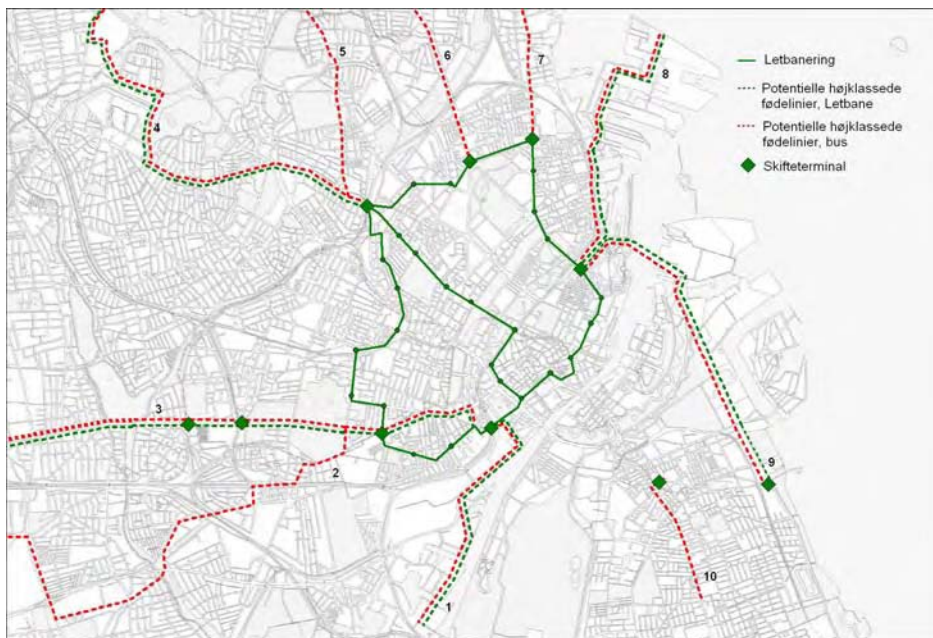 5
6
7
8
4
Letbanering
Potentielle højklassede
fødelinier, Letbane
Potentielle højklassede
fødelinier, bus
Skifteterminal
3
2
9
10
1